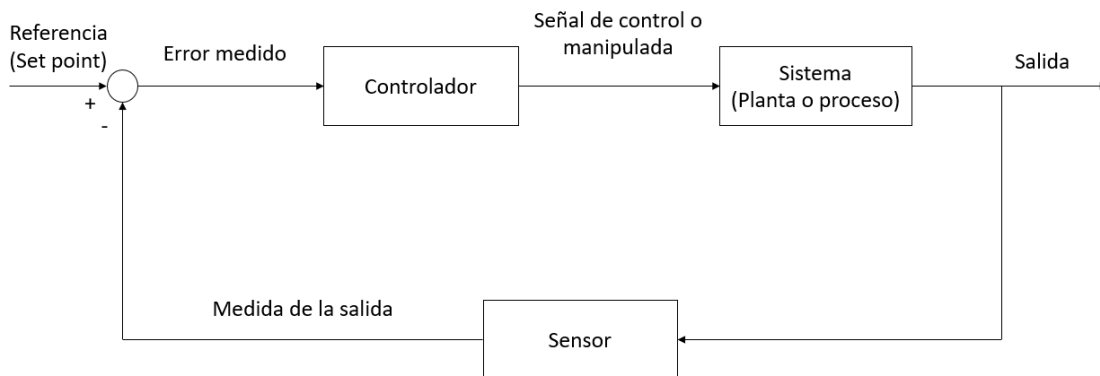 Referencia
(Set point)
Error medido
Señal de control o
manipulada
Salida
+
-
Controlador
Sistema
(Planta o proceso)
Medida de la salida
Sensor